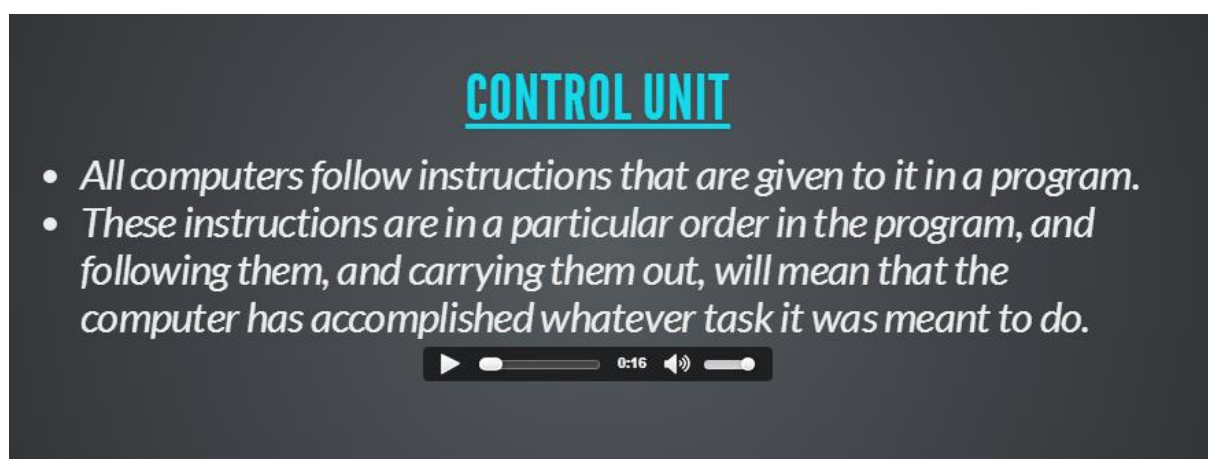 CONTROL UNIT
• All computers follow instructions that are given to it in a program.
• These instructions are in a particular order in the program, and
following them, and carrying them out, will mean that the
computer has accomplished whatever task it was meant to do.
0:16